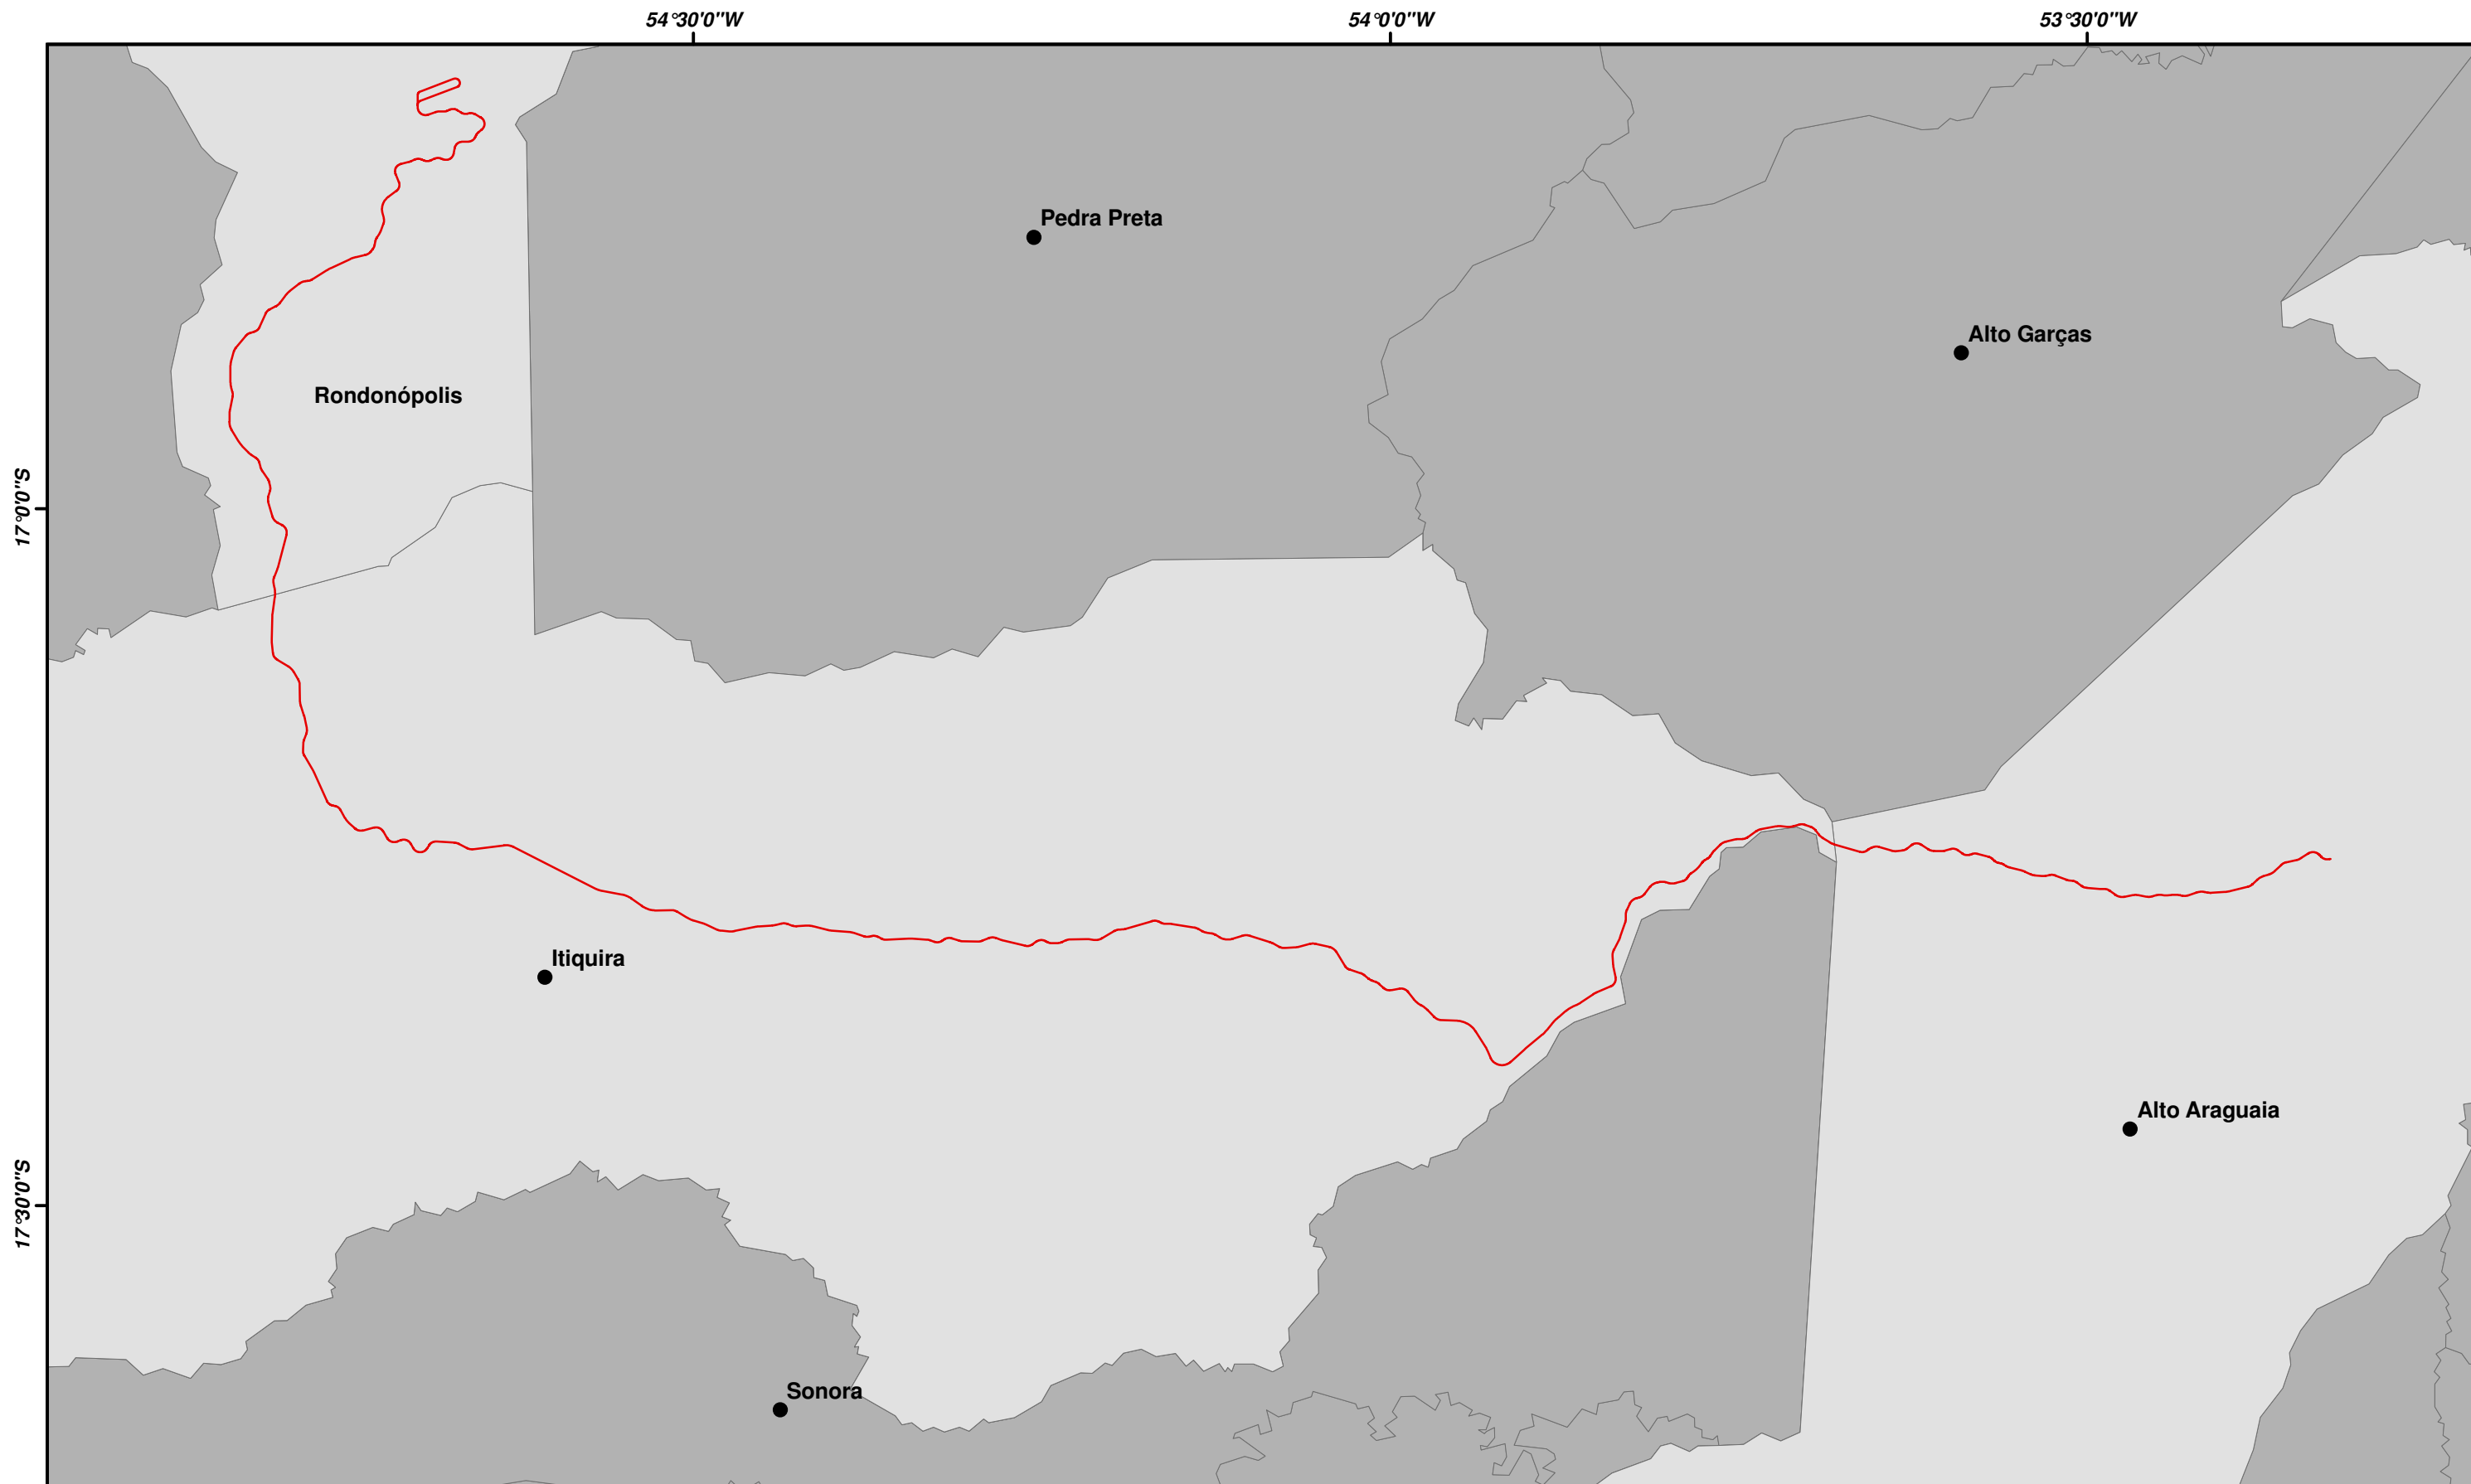 54°30'0"W
54°0'0"W
53°30'0"W
Pedra Preta
Alto Garças
Rondonópolis
17°0'0"S
Itiquira
Alto Araguaia
17°30'0"S
Sonora